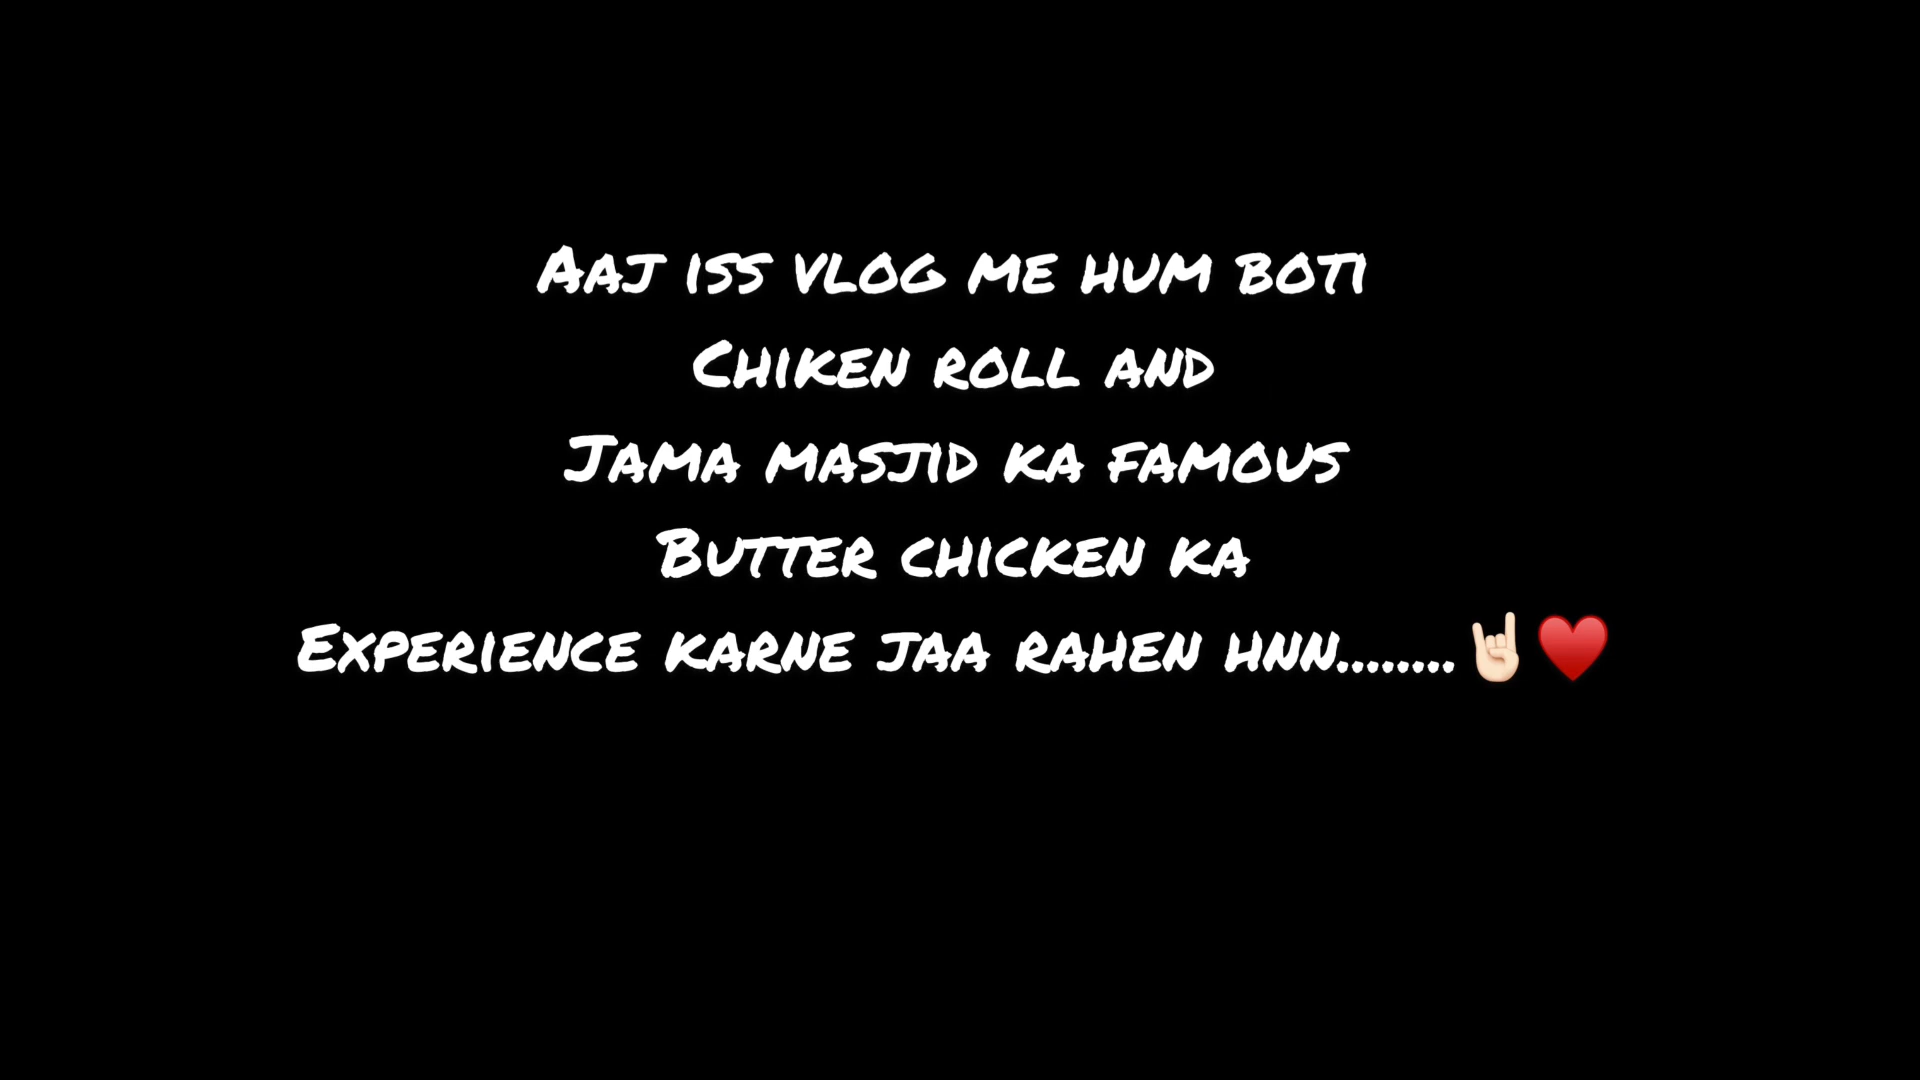 Aaj iss vlog me hum boti
Chiken roll and
Jama masjid ka famous
Butter chicken ka
Experience karne jaa rahen hnn........🤘🏻♥️